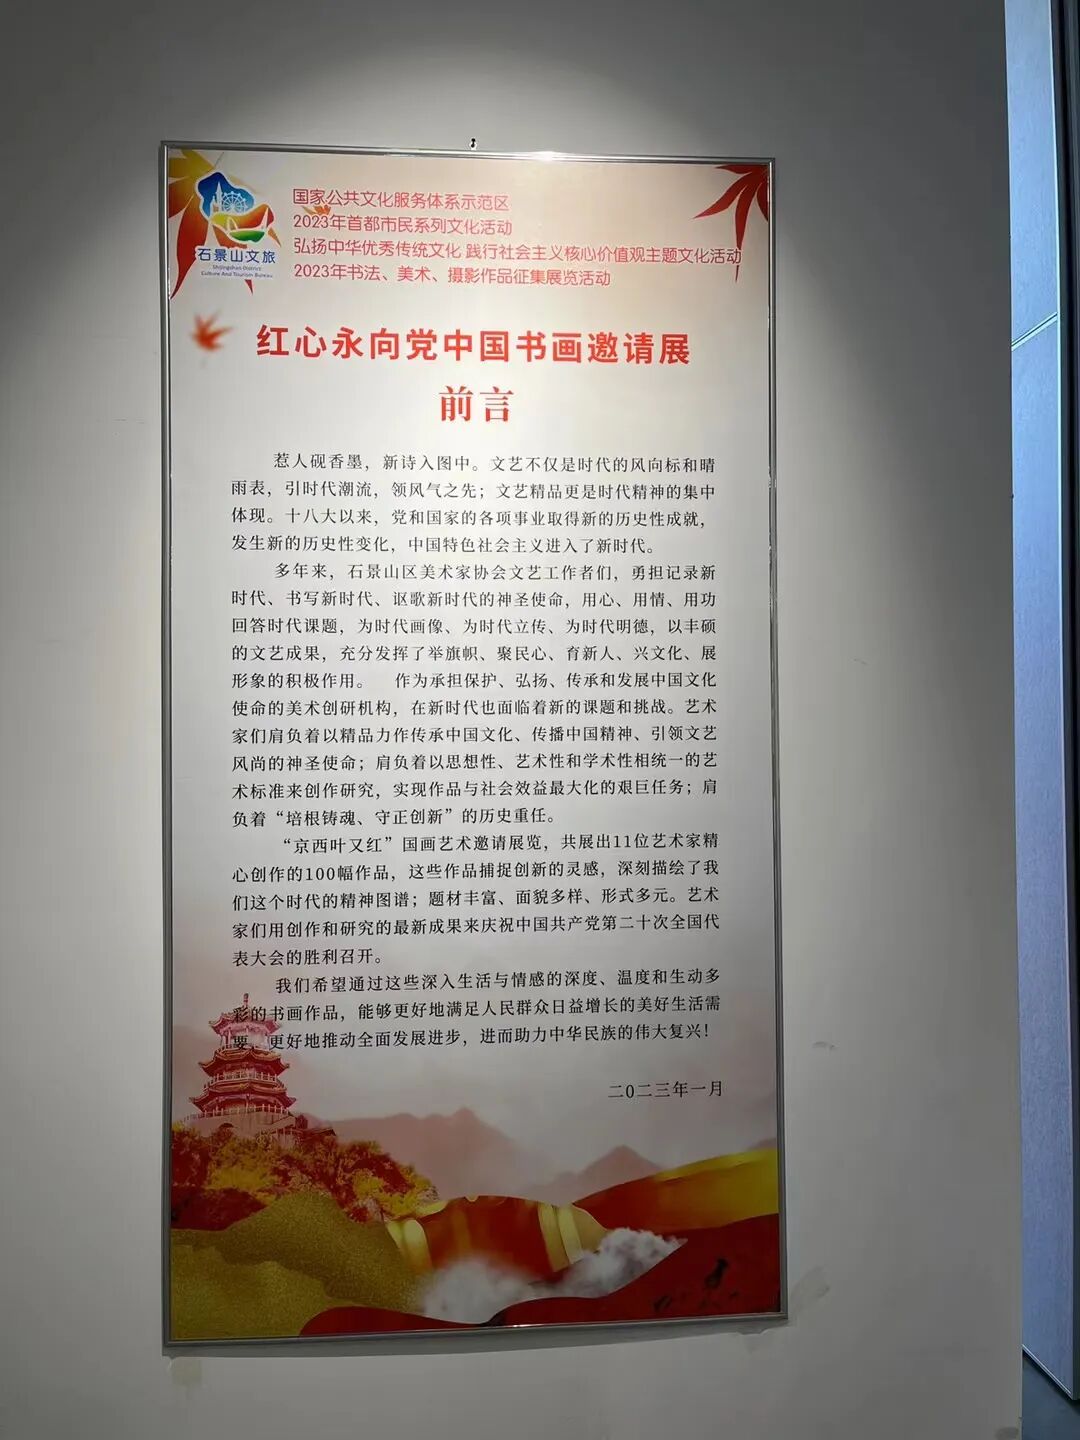 石景山文旅
Shijingshan District
Culture And Tourism Bureau
国家公共文化服务体系示范区
2023年首都市民系列文化活动
弘扬中华优秀传统文化 践行社会主义核心价值观主题文化活动
2023年书法、美术、摄影作品征集展览活动
红心永向党中国书画邀请展
前言
惹人砚香墨，新诗入图中。文艺不仅是时代的风向标和晴
雨表，引时代潮流，领风气之先；文艺精品更是时代精神的集中
体现。十八大以来，党和国家的各项事业取得新的历史性成就，
发生新的历史性变化，中国特色社会主义进入了新时代。
多年来，石景山区美术家协会文艺工作者们，勇担记录新
时代、书写新时代、讴歌新时代的神圣使命，用心、用情、用功
回答时代课题，为时代画像、为时代立传、为时代明德，以丰硕
的文艺成果，充分发挥了举旗帜、聚民心、育新人、兴文化、展
形象的积极作用。 作为承担保护、弘扬、传承和发展中国文化
使命的美术创研机构，在新时代也面临着新的课题和挑战。艺术
家们肩负着以精品力作传承中国文化、传播中国精神、引领文艺
风尚的神圣使命；肩负着以思想性、艺术性和学术性相统一的艺
术标准来创作研究，实现作品与社会效益最大化的艰巨任务；肩
负着“培根铸魂、守正创新”的历史重任。
“京西叶又红”国画艺术邀请展览，共展出11位艺术家精
心创作的100幅作品，这些作品捕捉创新的灵感，深刻描绘了我
们这个时代的精神图谱；题材丰富、面貌多样、形式多元。艺术
家们用创作和研究的最新成果来庆祝中国共产党第二十次全国代
表大会的胜利召开。
我们希望通过这些深入生活与情感的深度、温度和生动多
彩的书画作品，能够更好地满足人民群众日益增长的美好生活需
要，更好地推动全面发展进步，进而助力中华民族的伟大复兴！
二〇二三年一月